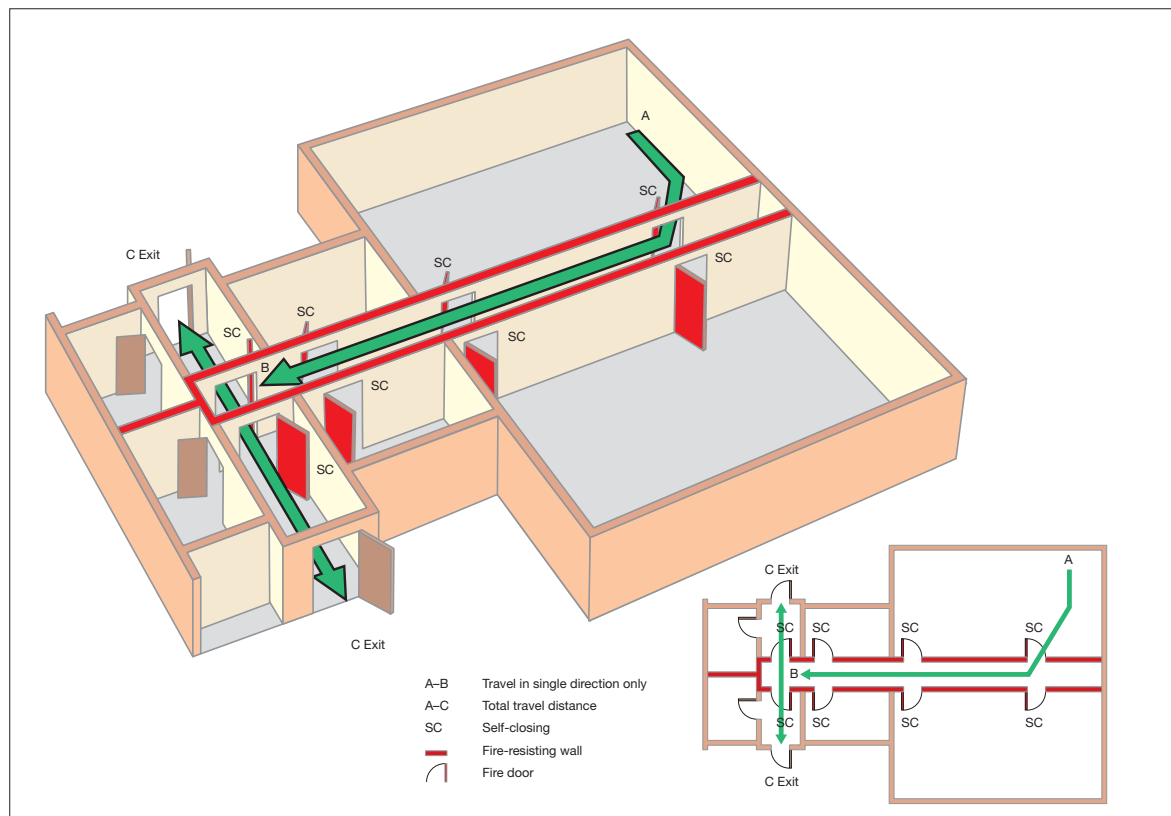 A
SC
SC
C Exit
SC
SC
SC
SC
B
SC
SC
C Exit
A–B Travel in single direction only
A–C Total travel distance
SC Self-closing
Fire-resisting wall
Fire door
C Exit
A
SC SC SC SC
B
SC SC SC SC
C Exit